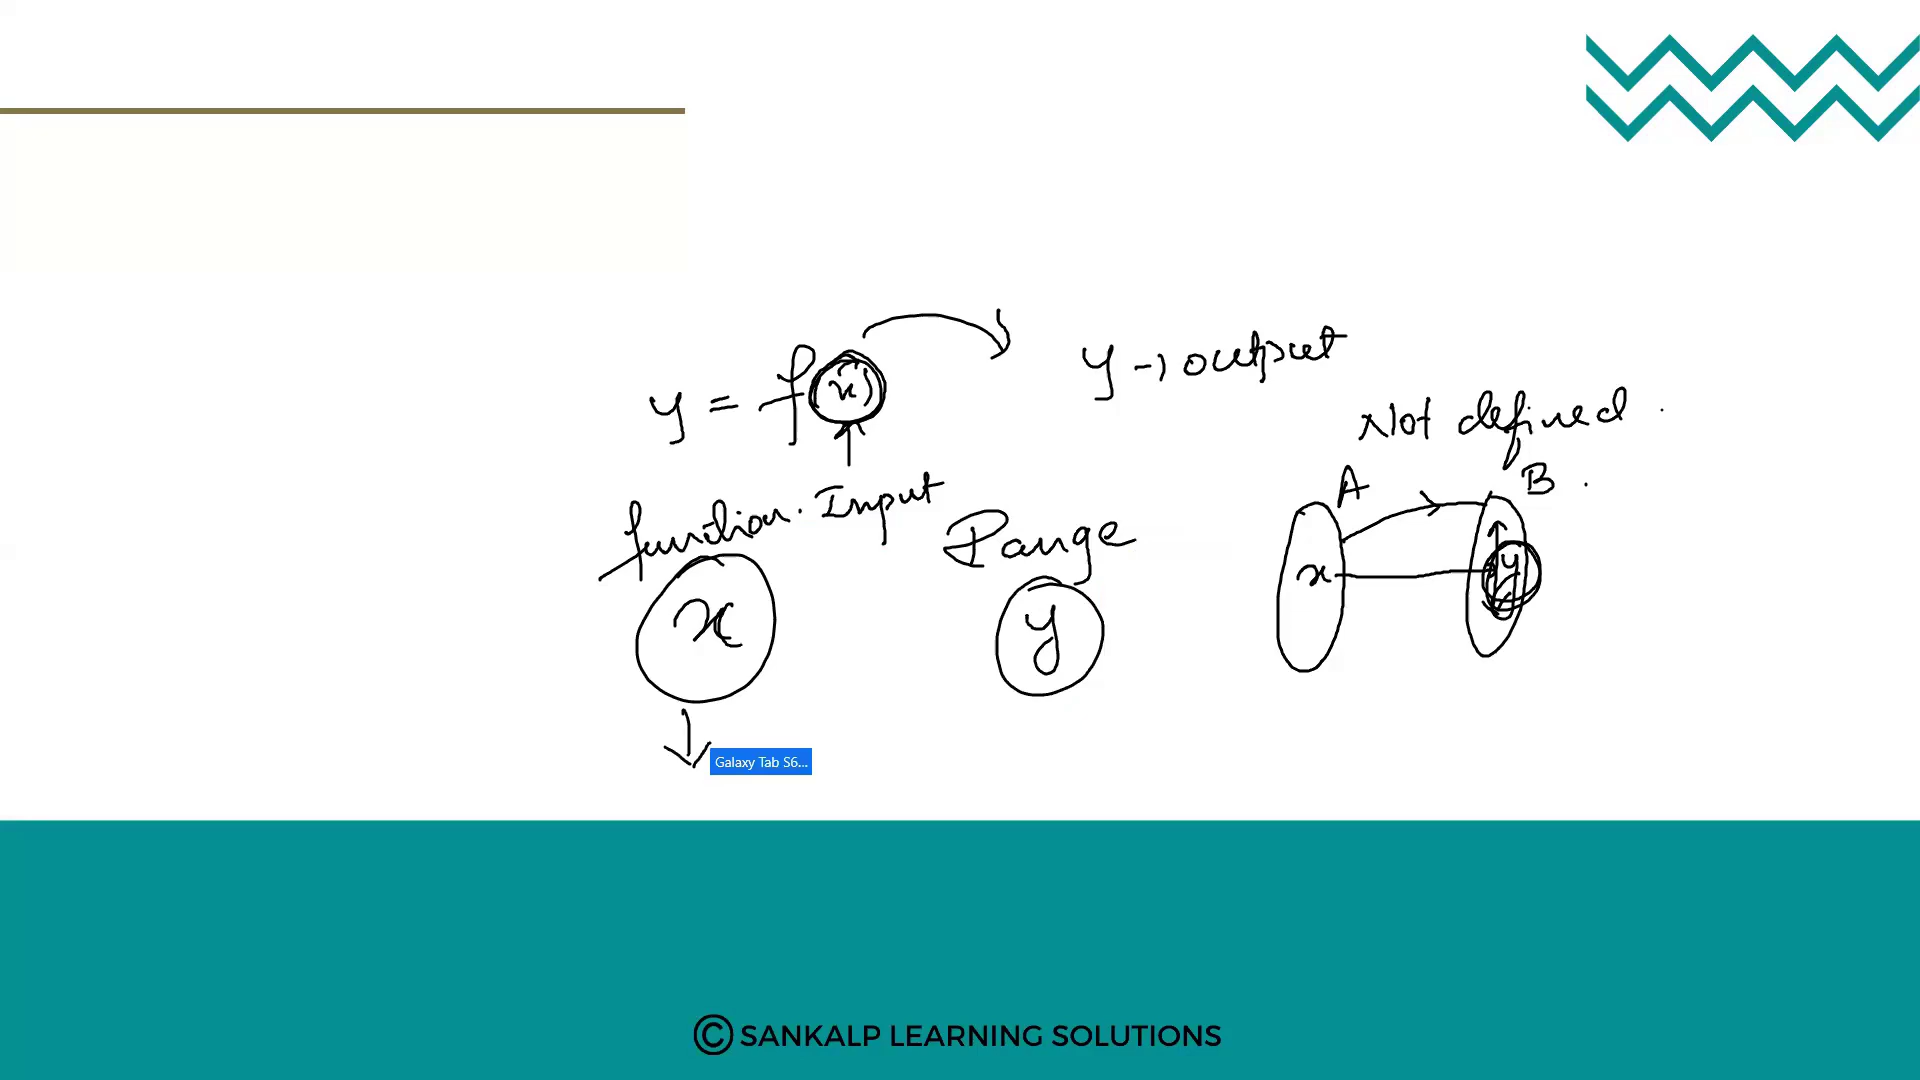 y = f(x)
y → output
Not defined.
function. Input
Range
A
B.
x
y
x
y
Galaxy Tab S6...
© SANKALP LEARNING SOLUTIONS